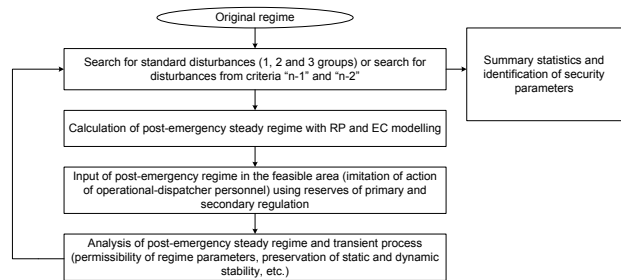 Original regime
Search for standard disturbances (1, 2 and 3 groups) or search for
disturbances from criteria “n-1” and “n-2”
Summary statistics and
identification of security
parameters
Calculation of post-emergency steady regime with RP and EC modelling
Input of post-emergency regime in the feasible area (imitation of action
of operational-dispatcher personnel) using reserves of primary and
secondary regulation
Analysis of post-emergency steady regime and transient process
(permissibility of regime parameters, preservation of static and dynamic
stability, etc.)